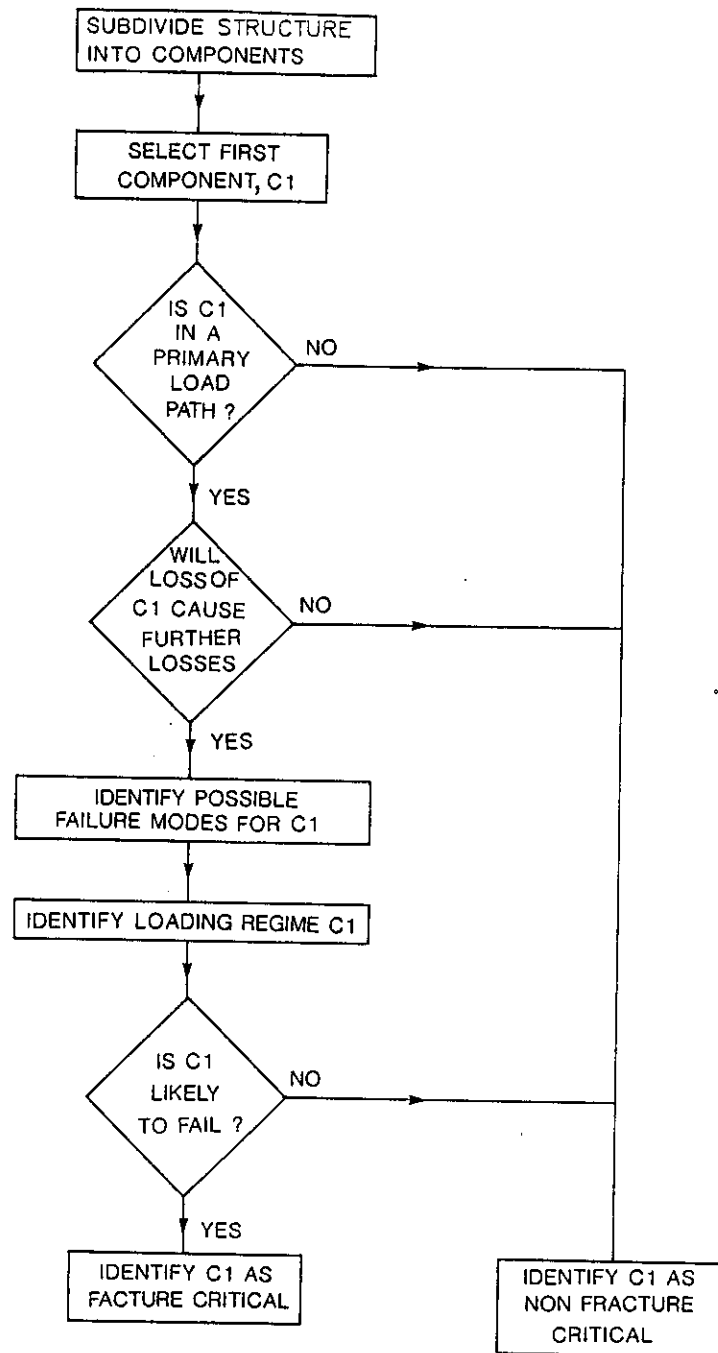 SUBDIVIDE STRUCTURE
INTO COMPONENTS
SELECT FIRST
COMPONENT, C1
IS C1
IN A
PRIMARY
LOAD
PATH ?
NO
YES
WILL
LOSS OF
C1 CAUSE
FURTHER
LOSSES
NO
YES
IDENTIFY POSSIBLE
FAILURE MODES FOR C1
IDENTIFY LOADING REGIME C1
IS C1
LIKELY
TO FAIL ?
NO
YES
IDENTIFY C1 AS
FACTURE CRITICAL
IDENTIFY C1 AS
NON FRACTURE
CRITICAL